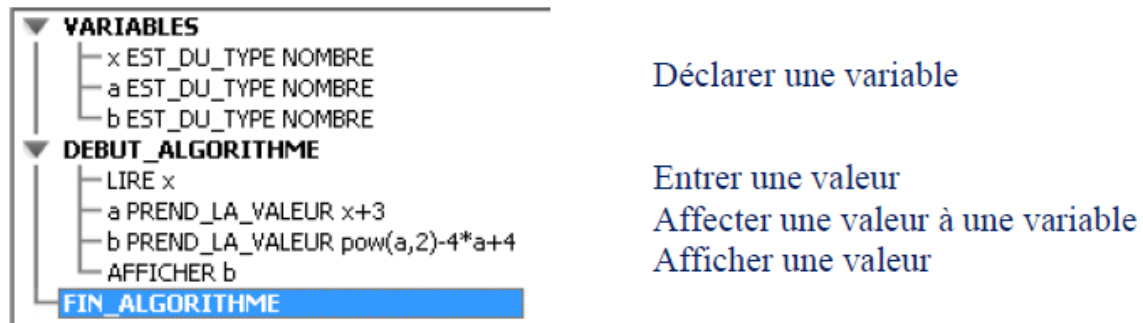 VARIABLES
x EST_DU_TYPE NOMBRE
a EST_DU_TYPE NOMBRE
b EST_DU_TYPE NOMBRE
Déclarer une variable
DEBUT_ALGORITHME
LIRE x
a PREND_LA_VALEUR x+3
b PREND_LA_VALEUR pow(a,2)-4*a+4
AFFICHER b
FIN_ALGORITHME
Entrer une valeur
Affecter une valeur à une variable
Afficher une valeur